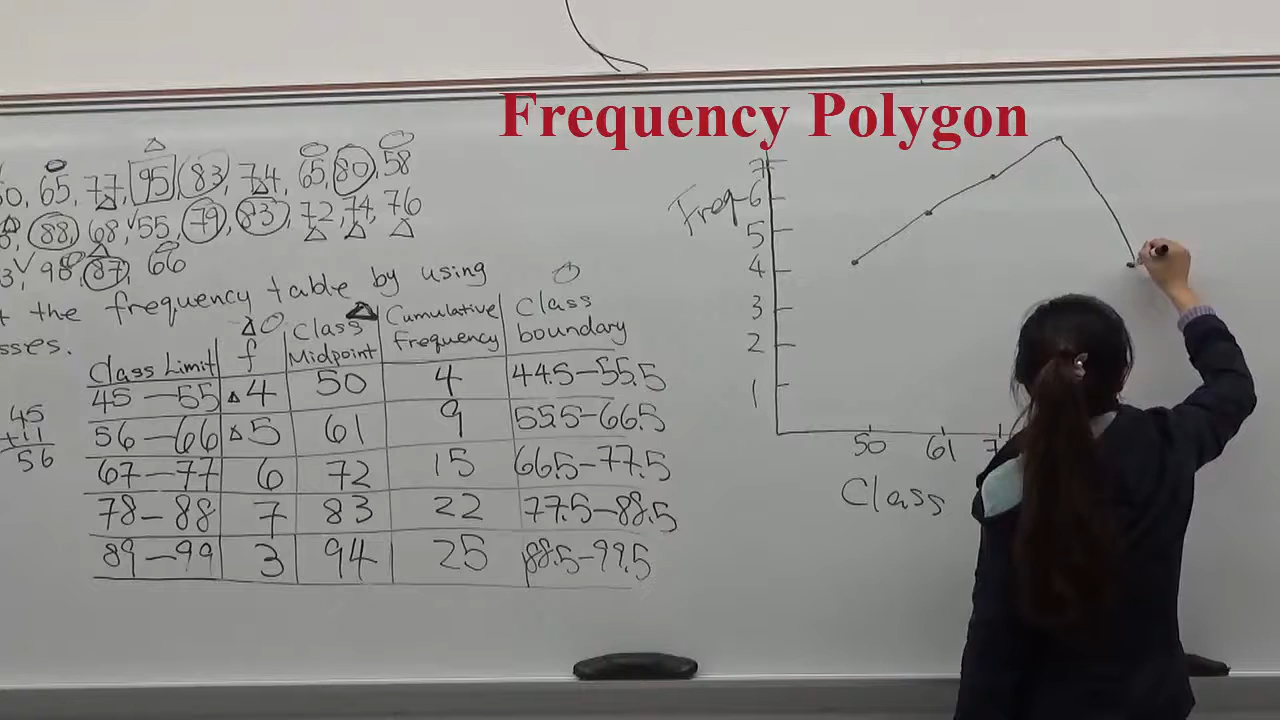 Frequency Polygon
65, 77, 95, 83, 74, 65, 80, 58
88, 68, 55, 79, 83, 72, 74, 76
98, 87, 66
the frequency table by using
sses.
45
+11
56
Class Limit f Class Midpoint Cumulative Frequency Class boundary
45-55 4 50 4 44.5-55.5
56-66 5 61 9 55.5-66.5
67-77 6 72 15 66.5-77.5
78-88 7 83 22 77.5-88.5
89-99 3 94 25 88.5-99.5
Freq
7
6
5
4
3
2
1
50 61
Class